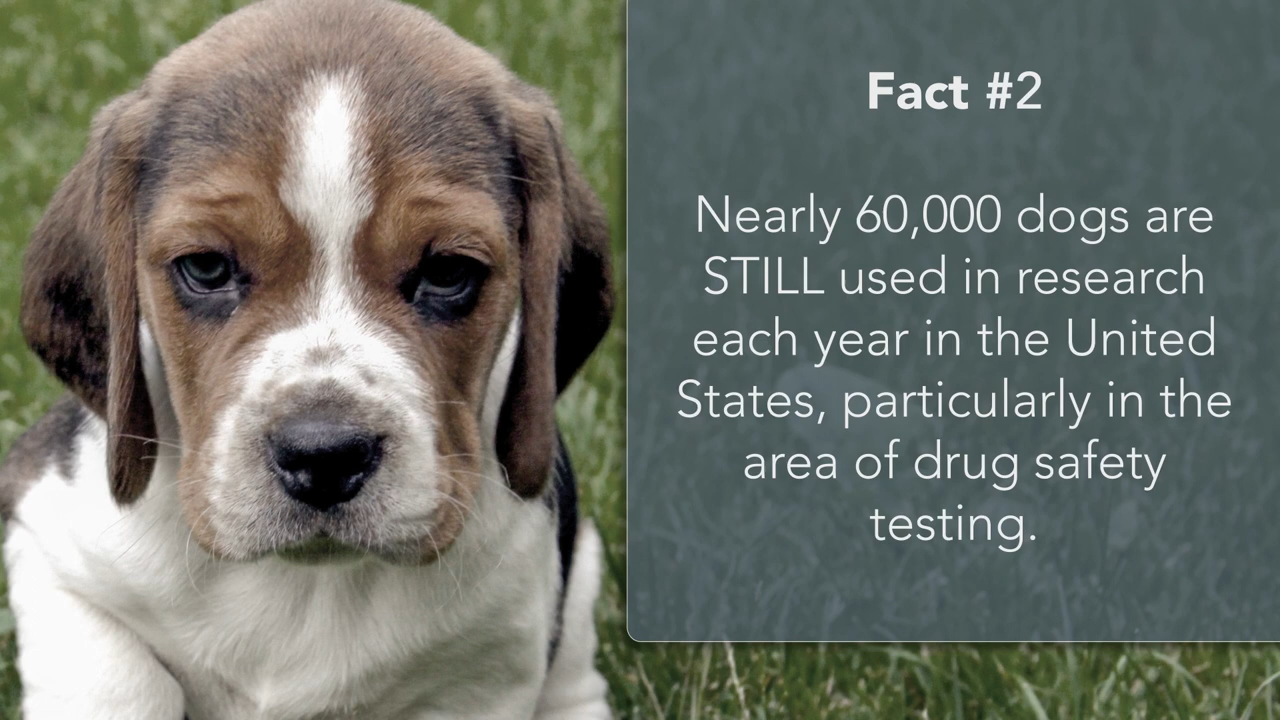 Fact #2
Nearly 60,000 dogs are
STILL used in research
each year in the United
States, particularly in the
area of drug safety
testing.